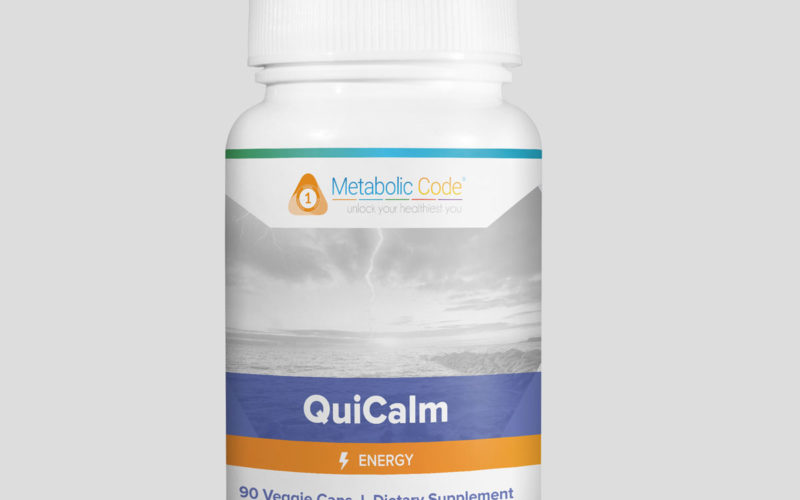 1
Metabolic Code®
unlock your healthiest you
QuiCalm
ENERGY
90 Veggie Caps | Dietary Supplement